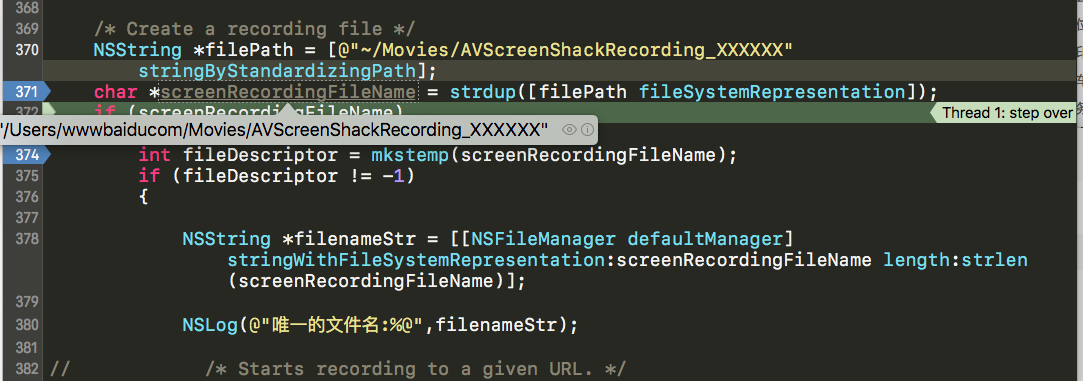 368
369 /* Create a recording file */
370 NSString *filePath = [@"~/Movies/AVScreenShackRecording_XXXXXX"
stringByStandardizingPath];
371 char *screenRecordingFileName = strdup([filePath fileSystemRepresentation]);
372 if (screenRecordingFileName) Thread 1: step over
"/Users/wwwbaiducom/Movies/AVScreenShackRecording_XXXXXX"
374 int fileDescriptor = mkstemp(screenRecordingFileName);
375 if (fileDescriptor != -1)
376 {
377
378 NSString *filenameStr = [[NSFileManager defaultManager]
stringWithFileSystemRepresentation:screenRecordingFileName length:strlen
(screenRecordingFileName)];
379
380 NSLog(@"唯一的文件名:%@",filenameStr);
381
382 // /* Starts recording to a given URL. */